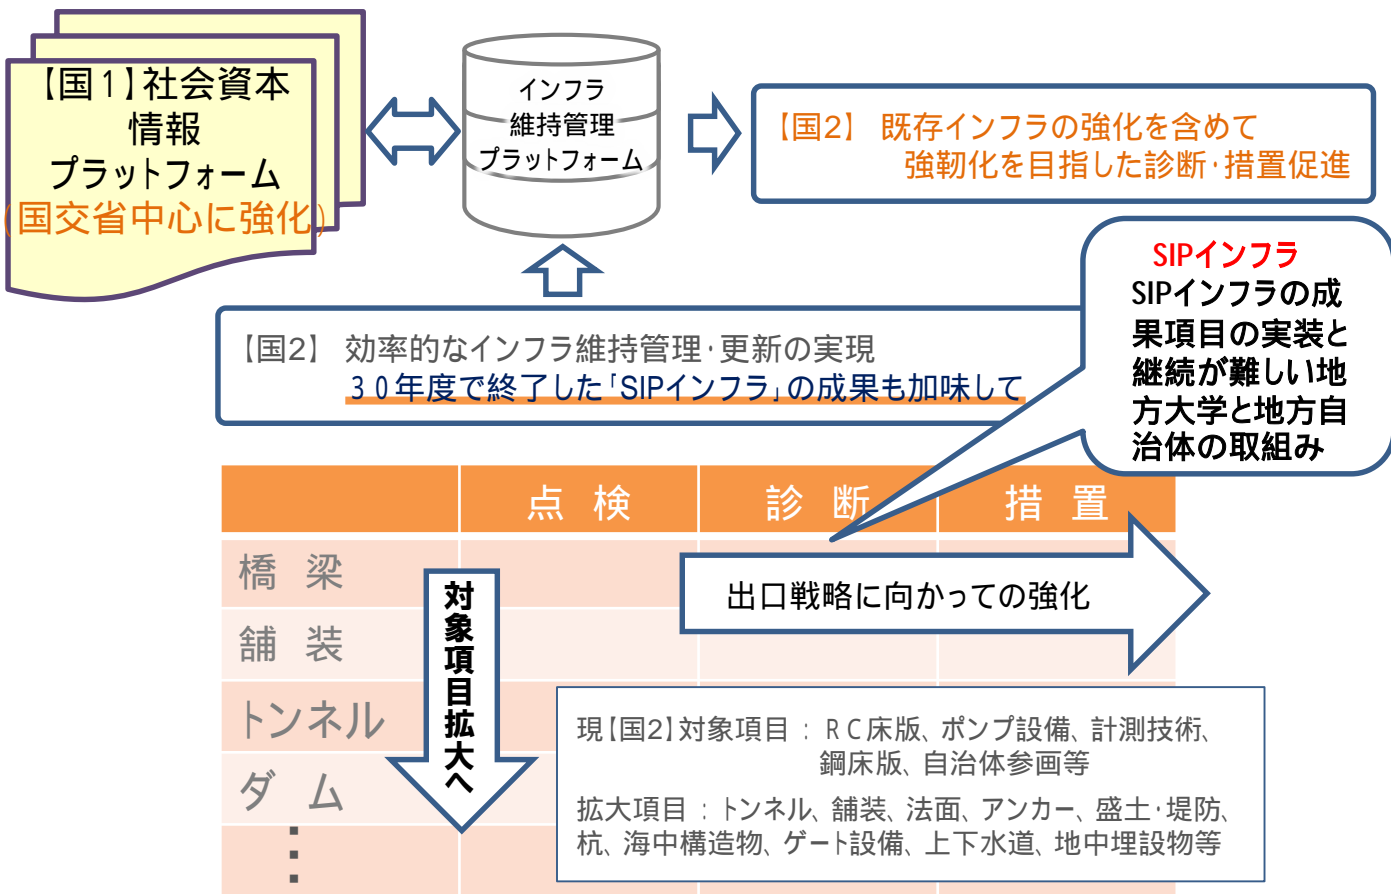 【国1】社会資本
情報
プラットフォーム
(国交省中心に強化)
インフラ
維持管理
プラットフォーム
【国2】 既存インフラの強化を含めて
強靭化を目指した診断･措置促進
【国2】 効率的なインフラ維持管理･更新の実現
３０年度で終了した｢SIPインフラ｣の成果も加味して
SIPインフラ
SIPインフラの成
果項目の実装と
継続が難しい地
方大学と地方自
治体の取組み
点 検 診 断 措 置
橋 梁
舗 装
トンネル
ダ ム
⋮
対象項目拡大へ
出口戦略に向かっての強化
現【国2】対象項目 : ＲＣ床版、ポンプ設備、計測技術、
鋼床版、自治体参画等
拡大項目 : トンネル、舗装、法面、アンカー、盛土･堤防、
杭、海中構造物、ゲート設備、上下水道、地中埋設物等